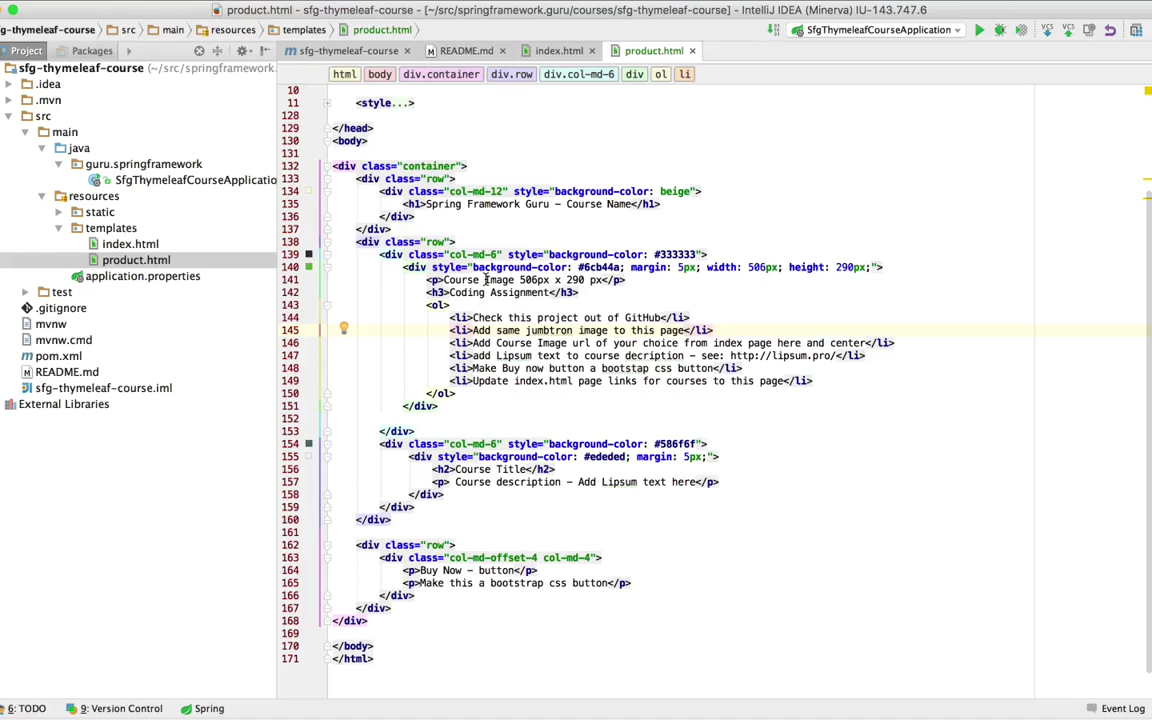 product.html - sfg-thymeleaf-course - [~/src/springframework.guru/courses/sfg-thymeleaf-course] - IntelliJ IDEA (Minerva) IU-143.747.6
sfg-thymeleaf-course src main resources templates product.html SfgThymeleafCourseApplication
Project Packages sfg-thymeleaf-course README.md index.html product.html
html body div.container div.row div.col-md-6 div ol li
sfg-thymeleaf-course (~/src/springframework.
.idea
.mvn
src
main
java
guru.springframework
SfgThymeleafCourseApplicatio
resources
static
templates
index.html
product.html
application.properties
test
.gitignore
mvnw
mvnw.cmd
pom.xml
README.md
sfg-thymeleaf-course.iml
External Libraries
10
11 <style...>
128
129 </head>
130 <body>
131
132 <div class="container">
133 <div class="row">
134 <div class="col-md-12" style="background-color: beige">
135 <h1>Spring Framework Guru - Course Name</h1>
136 </div>
137 </div>
138 <div class="row">
139 <div class="col-md-6" style="background-color: #333333">
140 <div style="background-color: #6cb44a; margin: 5px; width: 506px; height: 290px;">
141 <p>Course Image 506px x 290 px</p>
142 <h3>Coding Assignment</h3>
143 <ol>
144 <li>Check this project out of GitHub</li>
145 <li>Add same jumbtron image to this page</li>
146 <li>Add Course Image url of your choice from index page here and center</li>
147 <li>add Lipsum text to course decription - see: http://lipsum.pro/</li>
148 <li>Make Buy now button a bootstap css button</li>
149 <li>Update index.html page links for courses to this page</li>
150 </ol>
151 </div>
152
153 </div>
154 <div class="col-md-6" style="background-color: #586f6f">
155 <div style="background-color: #ededed; margin: 5px;">
156 <h2>Course Title</h2>
157 <p> Course description - Add Lipsum text here</p>
158 </div>
159 </div>
160 </div>
161
162 <div class="row">
163 <div class="col-md-offset-4 col-md-4">
164 <p>Buy Now - button</p>
165 <p>Make this a bootstrap css button</p>
166 </div>
167 </div>
168 </div>
169
170 </body>
171 </html>
6: TODO 9: Version Control Spring Event Log